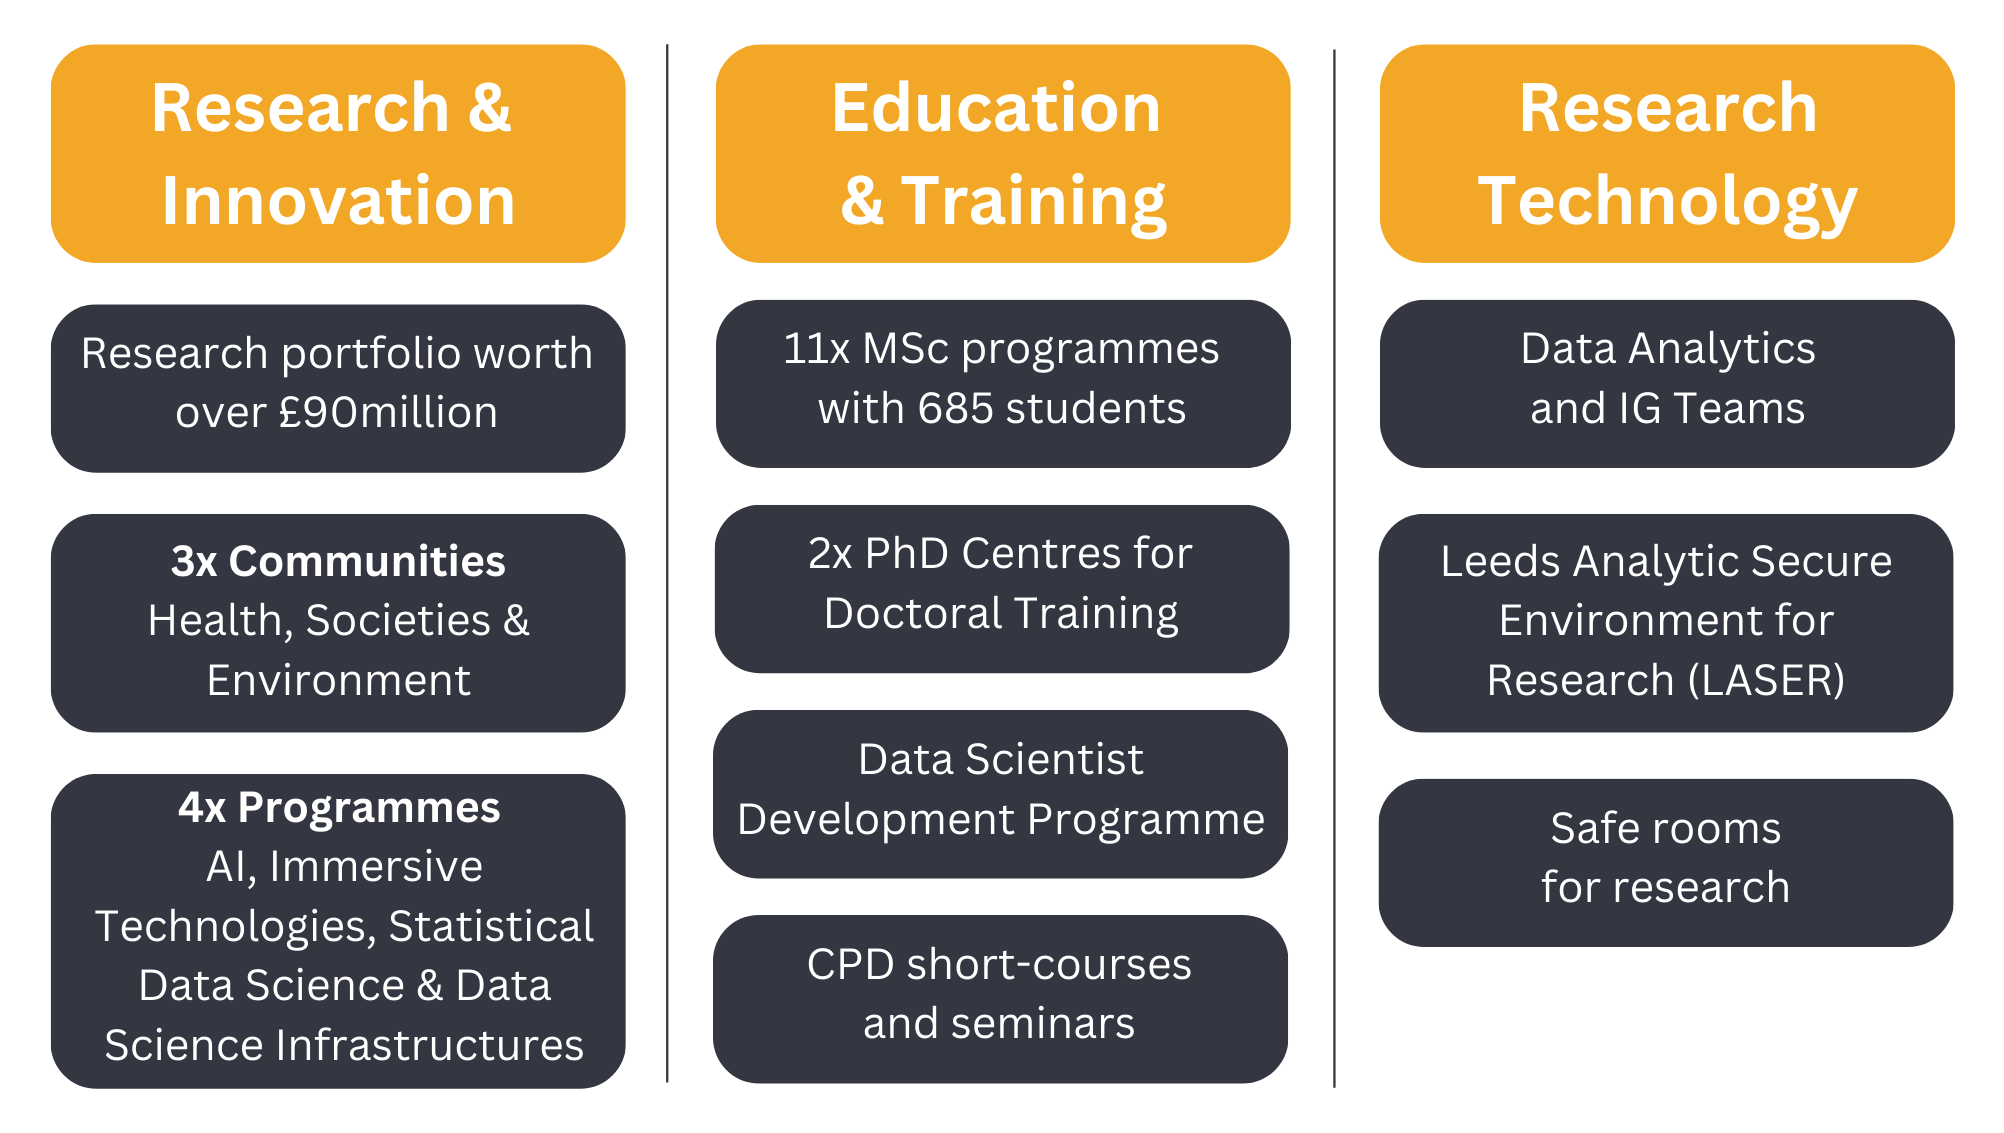 Research &
Innovation
Research portfolio worth
over £90million
3x Communities
Health, Societies &
Environment
4x Programmes
AI, Immersive
Technologies, Statistical
Data Science & Data
Science Infrastructures
Education
& Training
11x MSc programmes
with 685 students
2x PhD Centres for
Doctoral Training
Data Scientist
Development Programme
CPD short-courses
and seminars
Research
Technology
Data Analytics
and IG Teams
Leeds Analytic Secure
Environment for
Research (LASER)
Safe rooms
for research